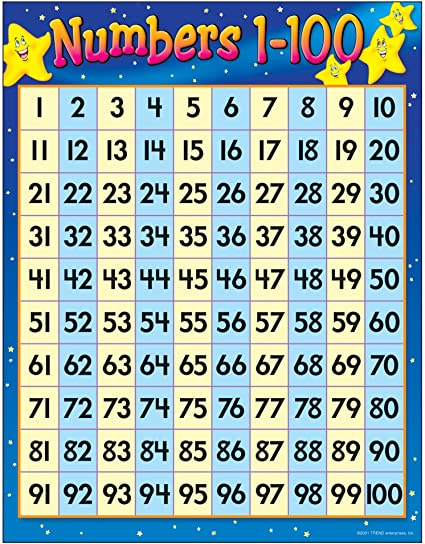 Numbers 1-100
1 2 3 4 5 6 7 8 9 10
11 12 13 14 15 16 17 18 19 20
21 22 23 24 25 26 27 28 29 30
31 32 33 34 35 36 37 38 39 40
41 42 43 44 45 46 47 48 49 50
51 52 53 54 55 56 57 58 59 60
61 62 63 64 65 66 67 68 69 70
71 72 73 74 75 76 77 78 79 80
81 82 83 84 85 86 87 88 89 90
91 92 93 94 95 96 97 98 99 100
©2001 TREND enterprises, Inc.